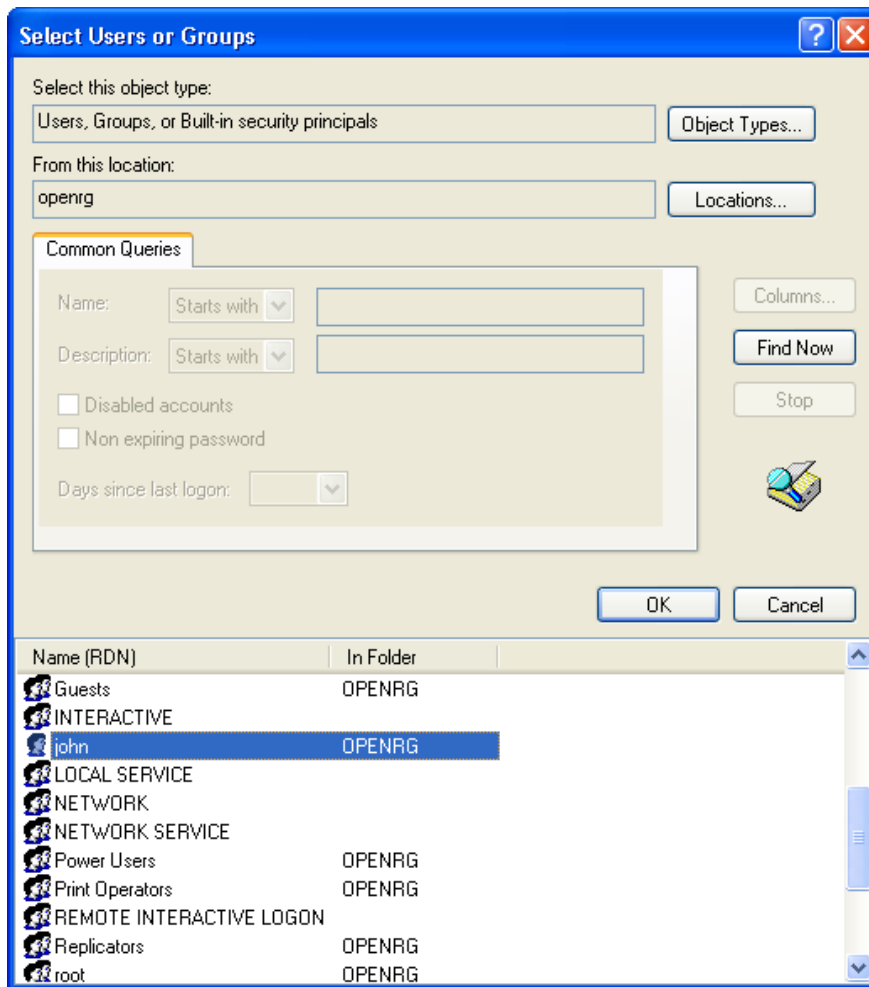 Select Users or Groups
Select this object type:
Users, Groups, or Built-in security principals
Object Types...
From this location:
openrg
Locations...
Common Queries
Name:
Starts with
Columns...
Description:
Starts with
Find Now
Disabled accounts
Stop
Non expiring password
Days since last logon:
OK
Cancel
Name (RDN) In Folder
Guests OPENRG
INTERACTIVE
john OPENRG
LOCAL SERVICE
NETWORK
NETWORK SERVICE
Power Users OPENRG
Print Operators OPENRG
REMOTE INTERACTIVE LOGON
Replicators OPENRG
root OPENRG